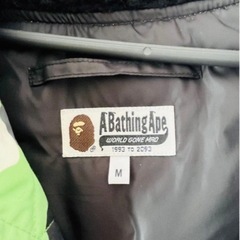 A Bathing Ape
WORLD GONE MAD
1993 TO 2093
M